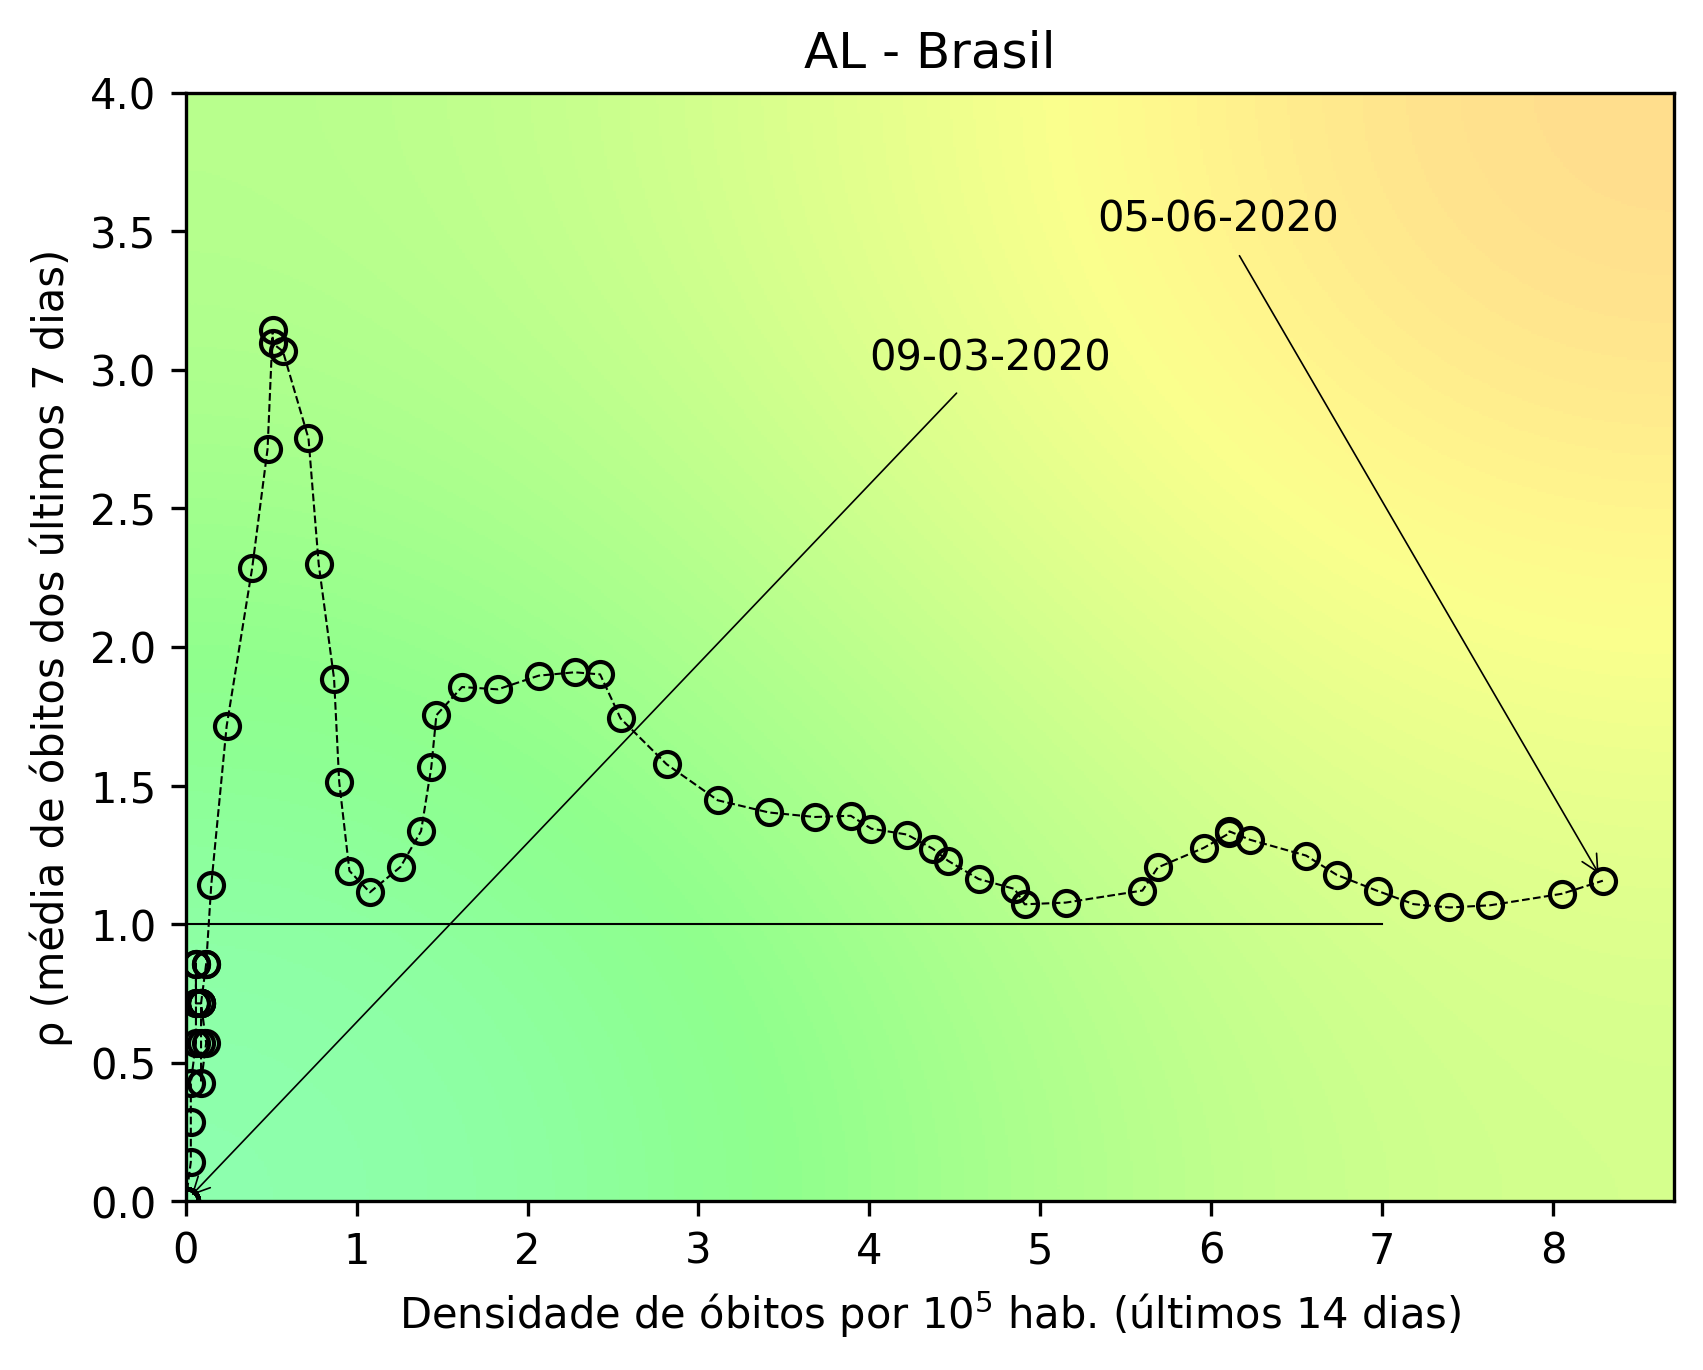 AL - Brasil
4.0
3.5
3.0
2.5
2.0
1.5
1.0
0.5
0.0
ρ (média de óbitos dos últimos 7 dias)
05-06-2020
09-03-2020
0 1 2 3 4 5 6 7 8
Densidade de óbitos por 10⁵ hab. (últimos 14 dias)